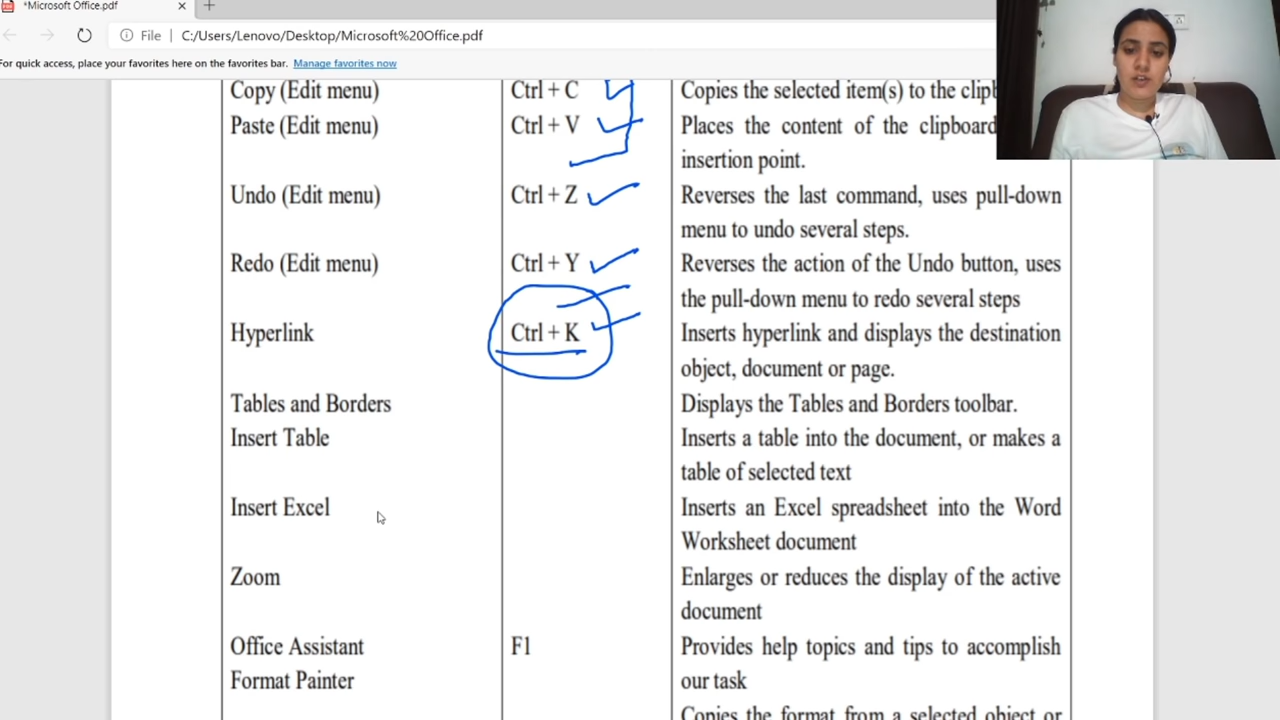 *Microsoft Office.pdf
File C:/Users/Lenovo/Desktop/Microsoft%20Office.pdf
For quick access, place your favorites here on the favorites bar. Manage favorites now
Copy (Edit menu) Ctrl + C Copies the selected item(s) to the
Paste (Edit menu) Ctrl + V Places the content of the clipboard
insertion point.
Undo (Edit menu) Ctrl + Z Reverses the last command, uses pull-down
menu to undo several steps.
Redo (Edit menu) Ctrl + Y Reverses the action of the Undo button, uses
the pull-down menu to redo several steps
Hyperlink Ctrl + K Inserts hyperlink and displays the destination
object, document or page.
Tables and Borders Displays the Tables and Borders toolbar.
Insert Table Inserts a table into the document, or makes a
table of selected text
Insert Excel Inserts an Excel spreadsheet into the Word
Worksheet document
Zoom Enlarges or reduces the display of the active
document
Office Assistant F1 Provides help topics and tips to accomplish
Format Painter our task
Copies the format from a selected object or